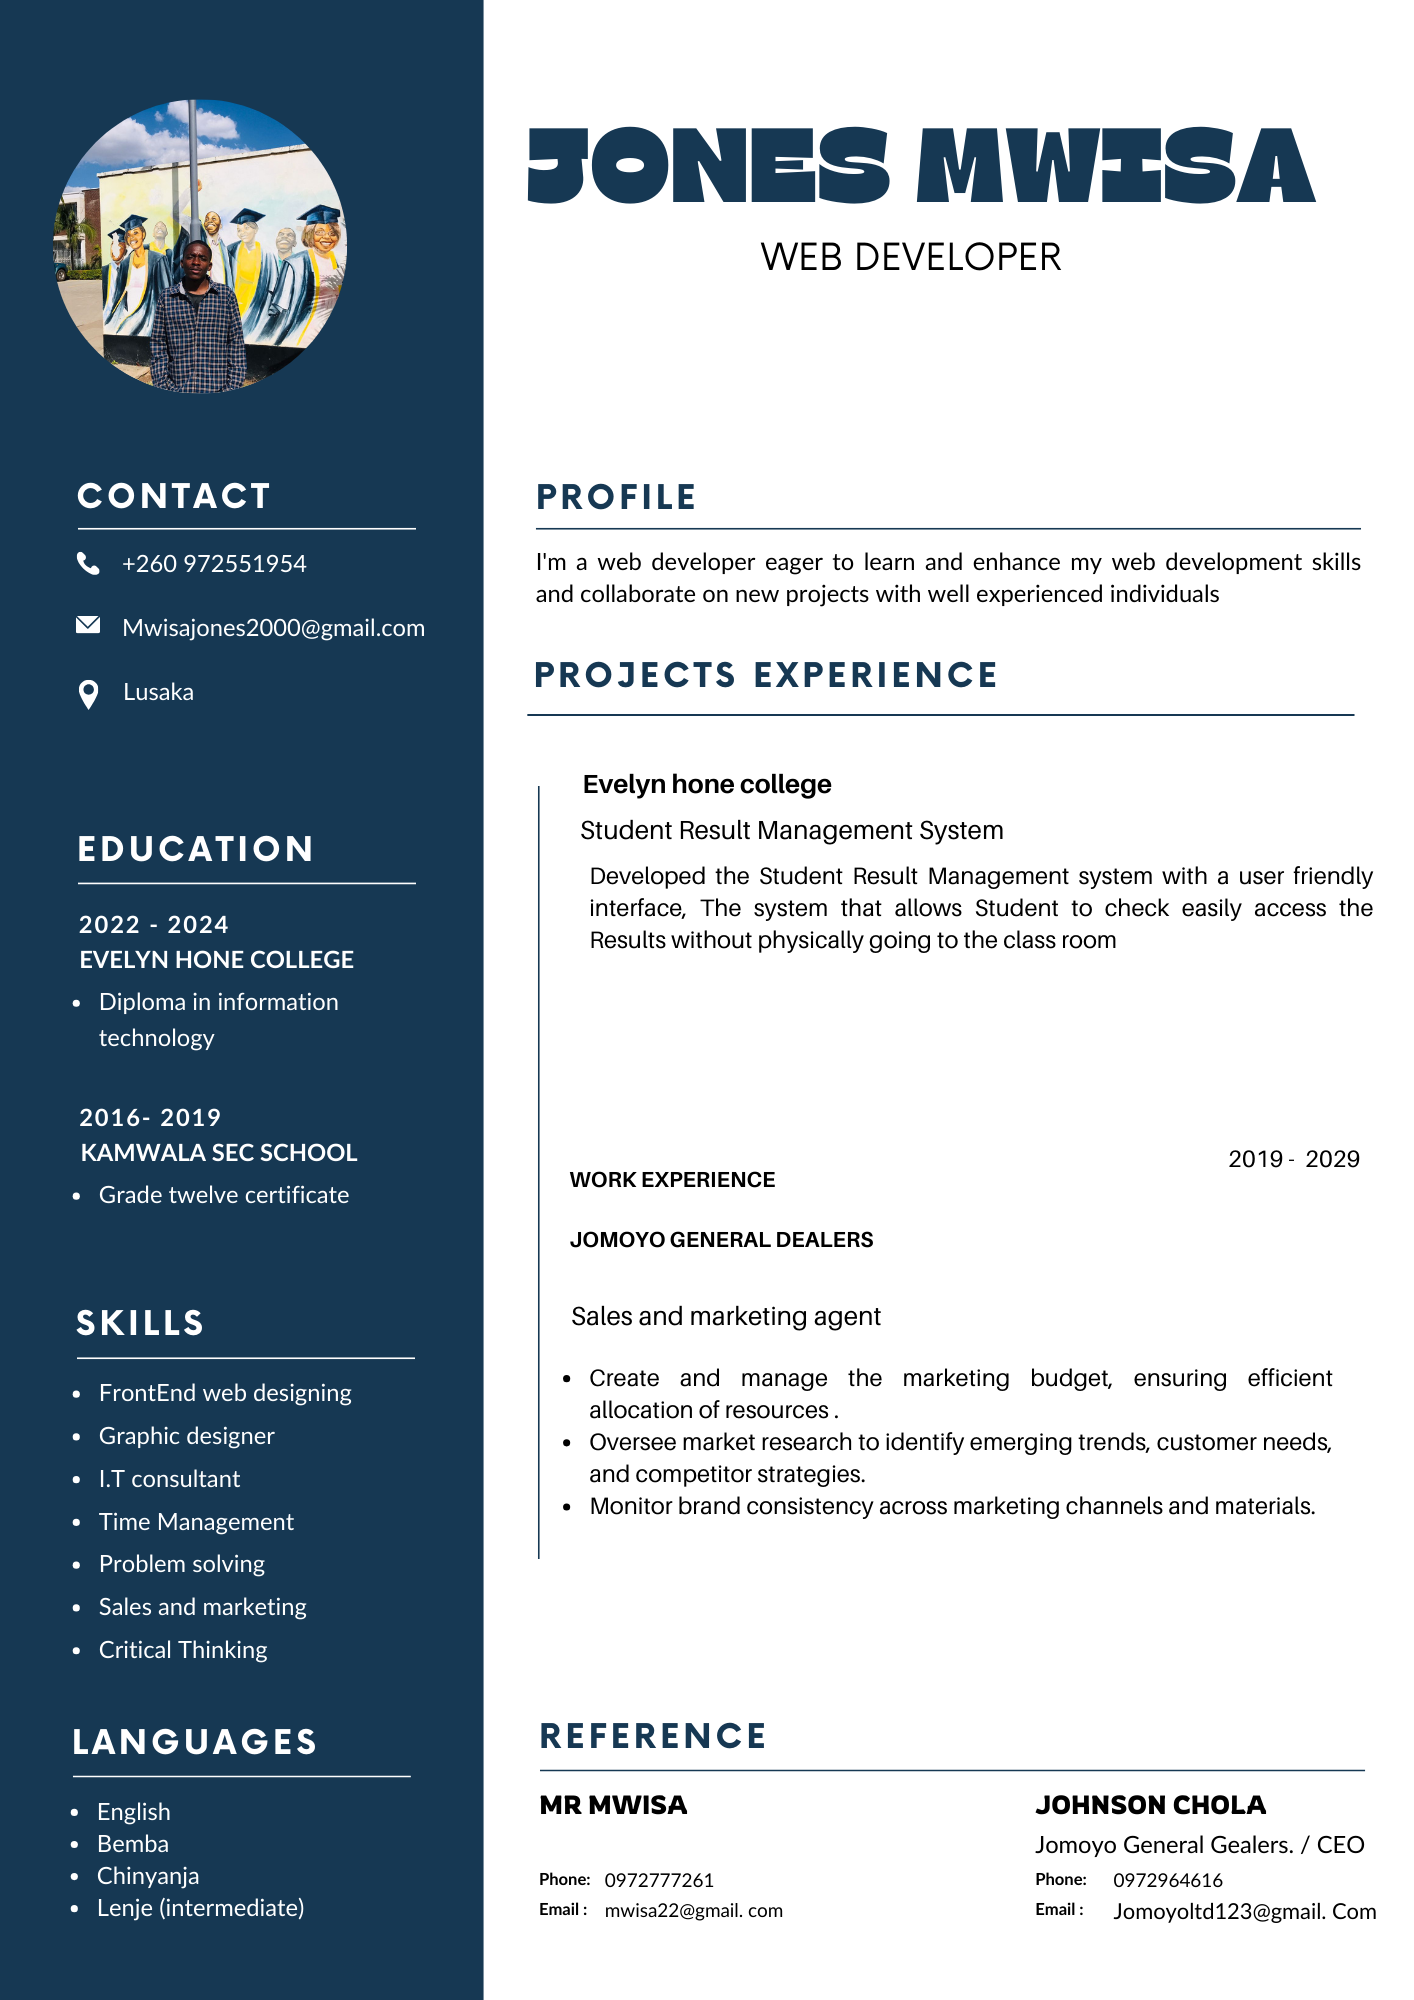 JONES MWISA
WEB DEVELOPER
CONTACT
+260 972551954
Mwisajones2000@gmail.com
Lusaka
EDUCATION
2022 - 2024
EVELYN HONE COLLEGE
• Diploma in information
technology
2016- 2019
KAMWALA SEC SCHOOL
• Grade twelve certificate
SKILLS
• FrontEnd web designing
• Graphic designer
• I.T consultant
• Time Management
• Problem solving
• Sales and marketing
• Critical Thinking
LANGUAGES
• English
• Bemba
• Chinyanja
• Lenje (intermediate)
PROFILE
I'm a web developer eager to learn and enhance my web development skills
and collaborate on new projects with well experienced individuals
PROJECTS EXPERIENCE
Evelyn hone college
Student Result Management System
Developed the Student Result Management system with a user friendly
interface, The system that allows Student to check easily access the
Results without physically going to the class room
2019 - 2029
WORK EXPERIENCE
JOMOYO GENERAL DEALERS
Sales and marketing agent
• Create and manage the marketing budget, ensuring efficient
allocation of resources .
• Oversee market research to identify emerging trends, customer needs,
and competitor strategies.
• Monitor brand consistency across marketing channels and materials.
REFERENCE
MR MWISA
Phone: 0972777261
Email : mwisa22@gmail. com
JOHNSON CHOLA
Jomoyo General Gealers. / CEO
Phone: 0972964616
Email : Jomoyoltd123@gmail. Com